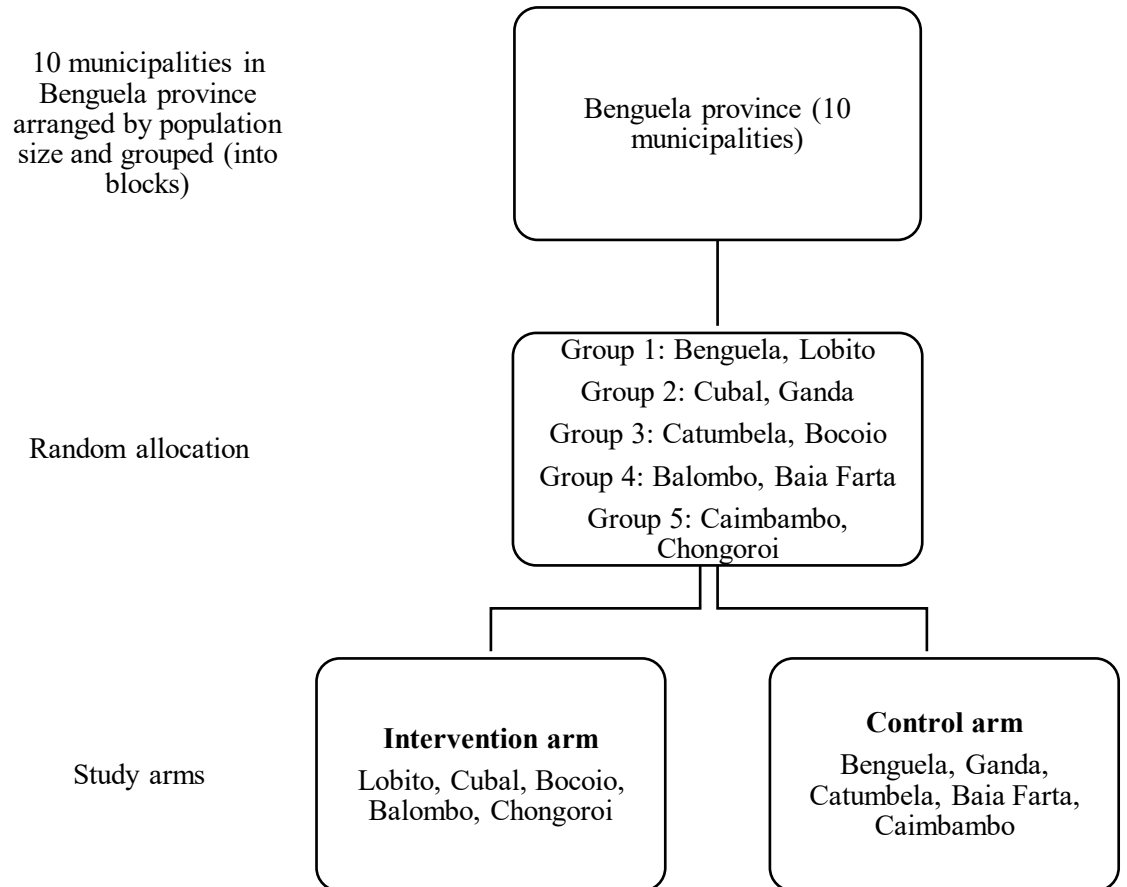 10 municipalities in
Benguela province
arranged by population
size and grouped (into
blocks)
Benguela province (10
municipalities)
Random allocation
Group 1: Benguela, Lobito
Group 2: Cubal, Ganda
Group 3: Catumbela, Bocoio
Group 4: Balombo, Baia Farta
Group 5: Caimbambo,
Chongoroi
Study arms
Intervention arm
Lobito, Cubal, Bocoio,
Balombo, Chongoroi
Control arm
Benguela, Ganda,
Catumbela, Baia Farta,
Caimbambo